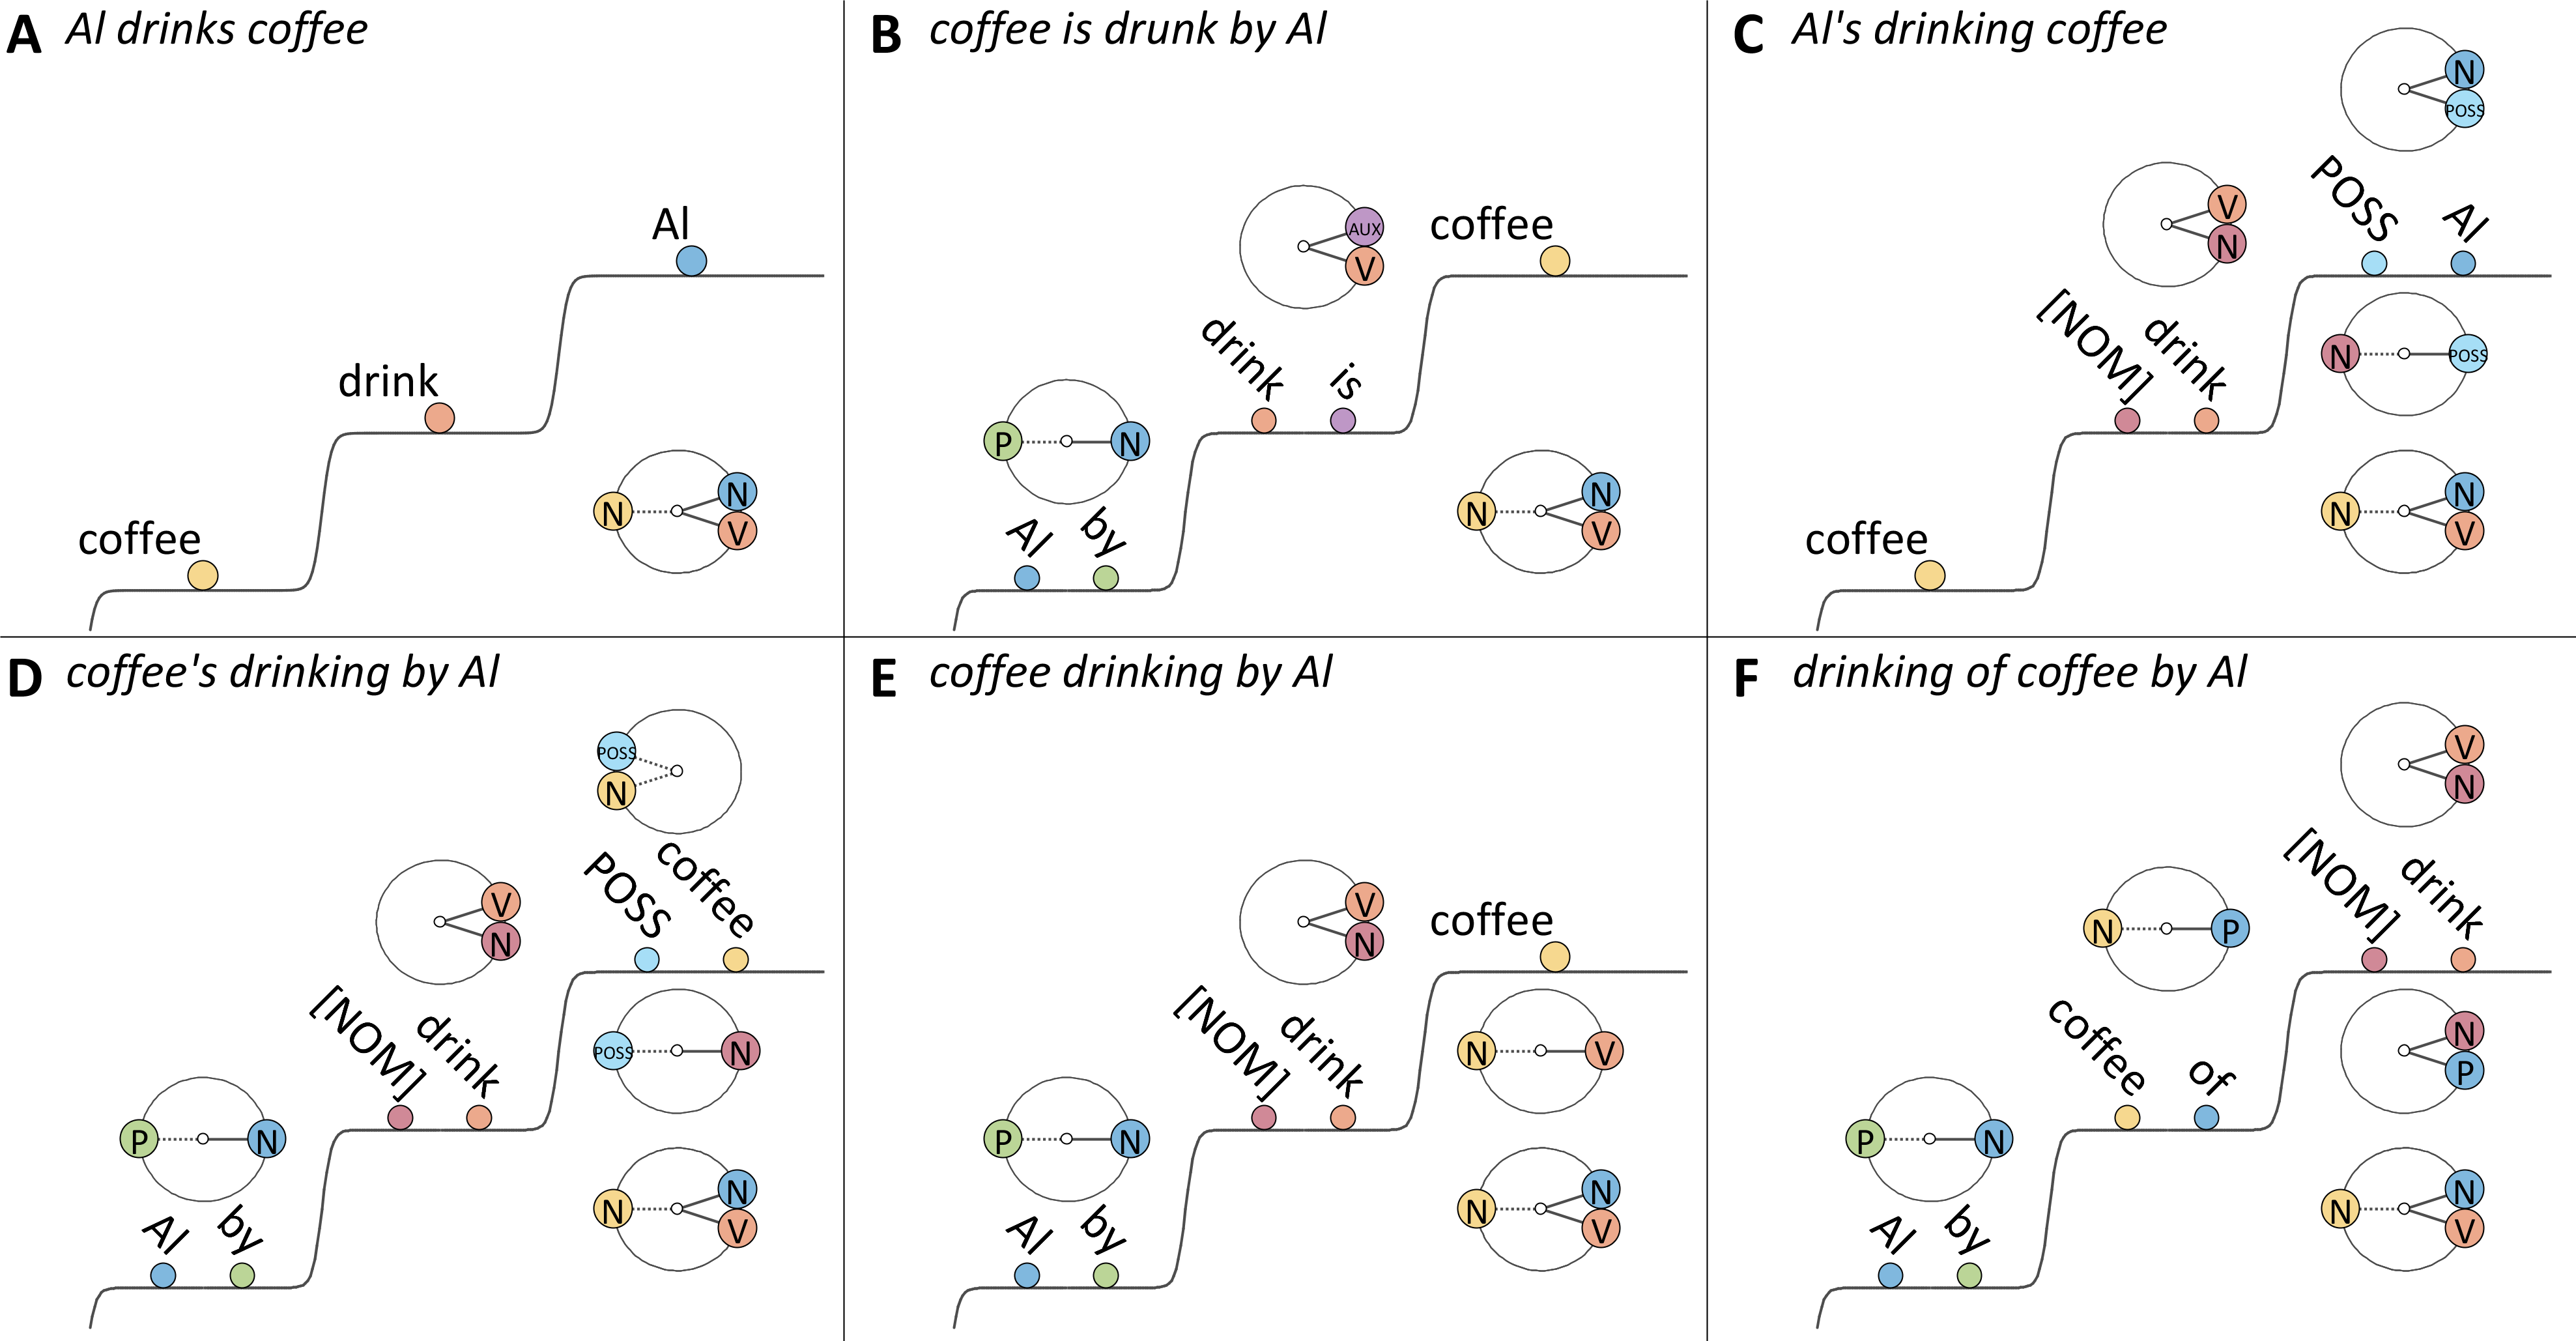 A Al drinks coffee
Al
drink
N
N
V
coffee
B coffee is drunk by Al
AUX
V
coffee
drink
is
P
N
N
N
V
Al
by
C Al's drinking coffee
N
POSS
V
N
POSS
Al
[NOM]
drink
N
POSS
N
N
V
coffee
D coffee's drinking by Al
POSS
N
V
N
POSS
coffee
[NOM]
drink
POSS
N
P
N
N
N
V
Al
by
E coffee drinking by Al
V
N
coffee
[NOM]
drink
N
V
P
N
N
N
V
Al
by
F drinking of coffee by Al
V
N
[NOM]
drink
N
P
coffee
of
N
P
P
N
N
N
V
Al
by